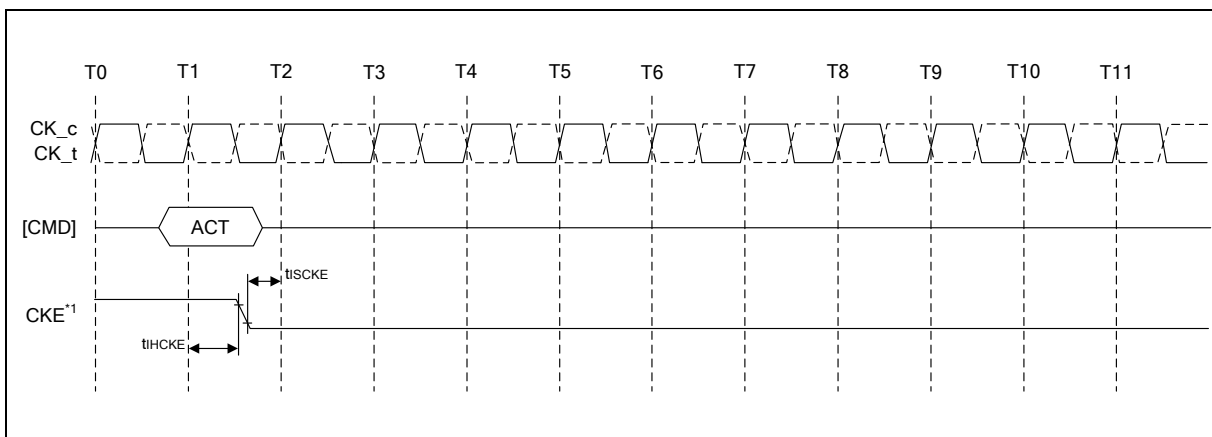 T0 T1 T2 T3 T4 T5 T6 T7 T8 T9 T10 T11
CK_c
CK_t
[CMD] ACT
tISCKE
CKE*1
tIHCKE